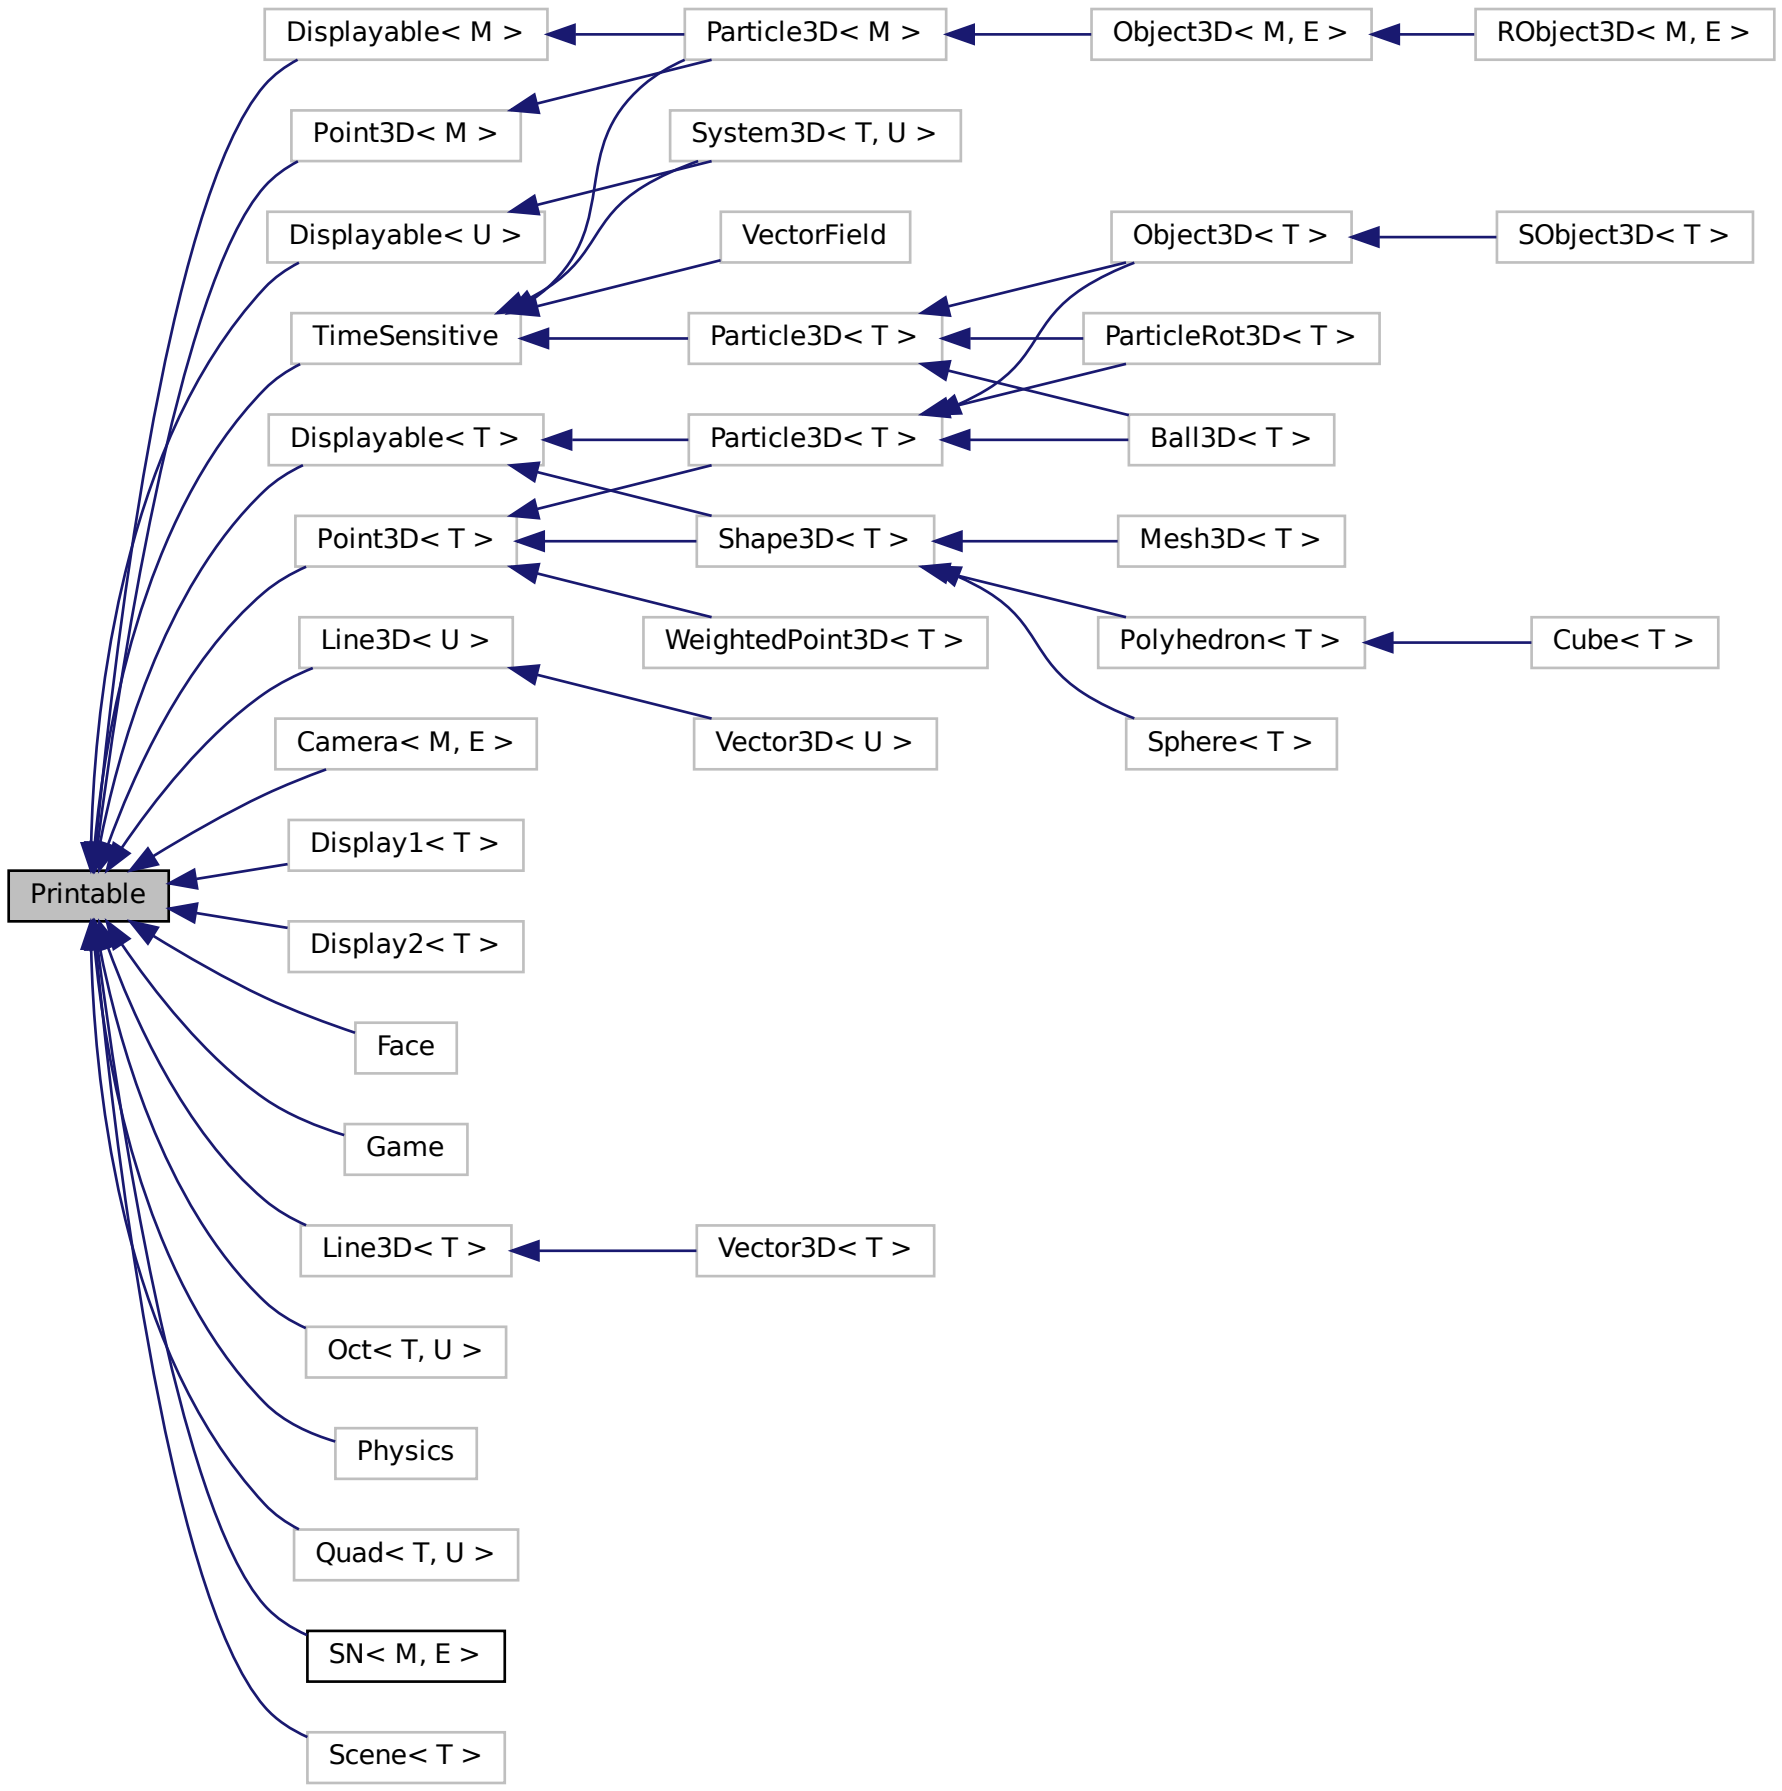 Displayable< M >
Particle3D< M >
Object3D< M, E >
RObject3D< M, E >
Point3D< M >
System3D< T, U >
Displayable< U >
VectorField
Object3D< T >
SObject3D< T >
TimeSensitive
Particle3D< T >
ParticleRot3D< T >
Displayable< T >
Particle3D< T >
Ball3D< T >
Point3D< T >
Shape3D< T >
Mesh3D< T >
Line3D< U >
WeightedPoint3D< T >
Polyhedron< T >
Cube< T >
Camera< M, E >
Vector3D< U >
Sphere< T >
Display1< T >
Printable
Display2< T >
Face
Game
Line3D< T >
Vector3D< T >
Oct< T, U >
Physics
Quad< T, U >
SN< M, E >
Scene< T >